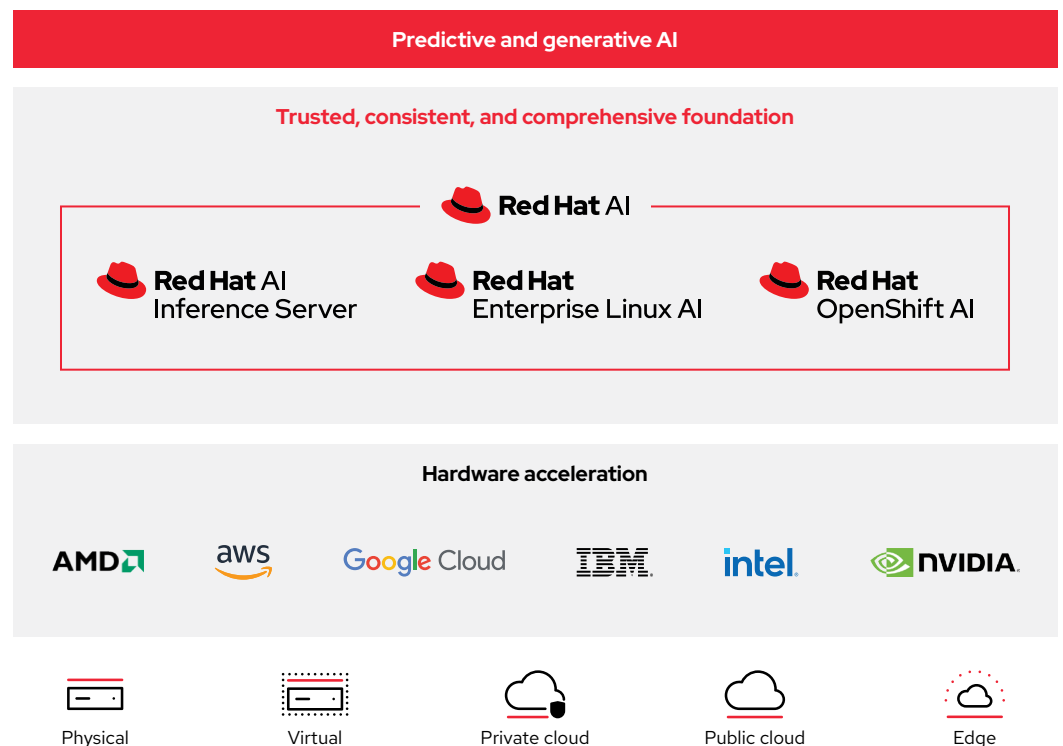 Predictive and generative AI
Trusted, consistent, and comprehensive foundation
Red Hat AI
Red Hat AI
Inference Server
Red Hat
Enterprise Linux AI
Red Hat
OpenShift AI
Hardware acceleration
AMD
aws
Google Cloud
IBM
intel
NVIDIA
Physical
Virtual
Private cloud
Public cloud
Edge